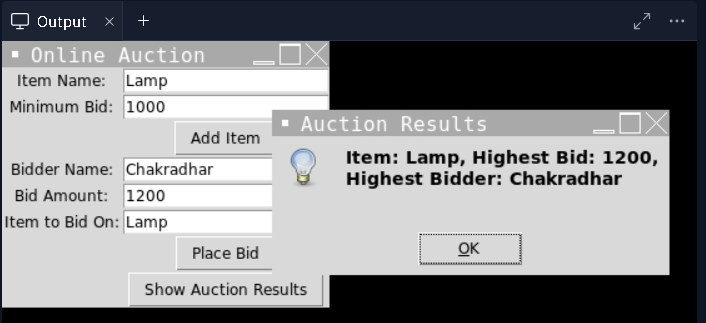 Output
Online Auction
Item Name: Lamp
Minimum Bid: 1000
Add Item
Bidder Name: Chakradhar
Bid Amount: 1200
Item to Bid On: Lamp
Place Bid
Show Auction Results
Auction Results
Item: Lamp, Highest Bid: 1200,
Highest Bidder: Chakradhar
OK